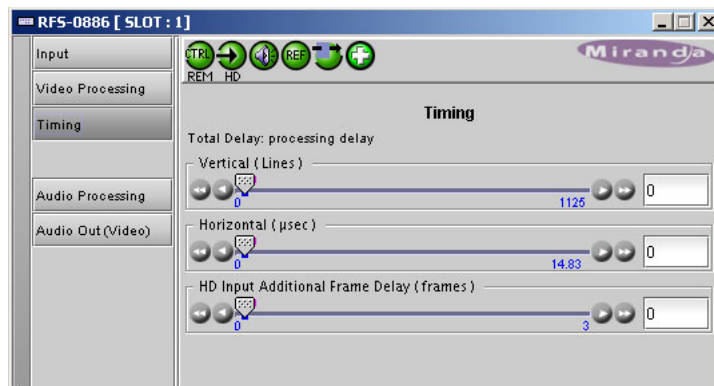 RFS-0886 [ SLOT : 1]
Input
Video Processing
Timing
Audio Processing
Audio Out (Video)
CTRL
REF
REM HD
Miranda
Timing
Total Delay: processing delay
Vertical (Lines)
0 1125
0
Horizontal (µsec)
0 14.83
0
HD Input Additional Frame Delay (frames)
0 3
0